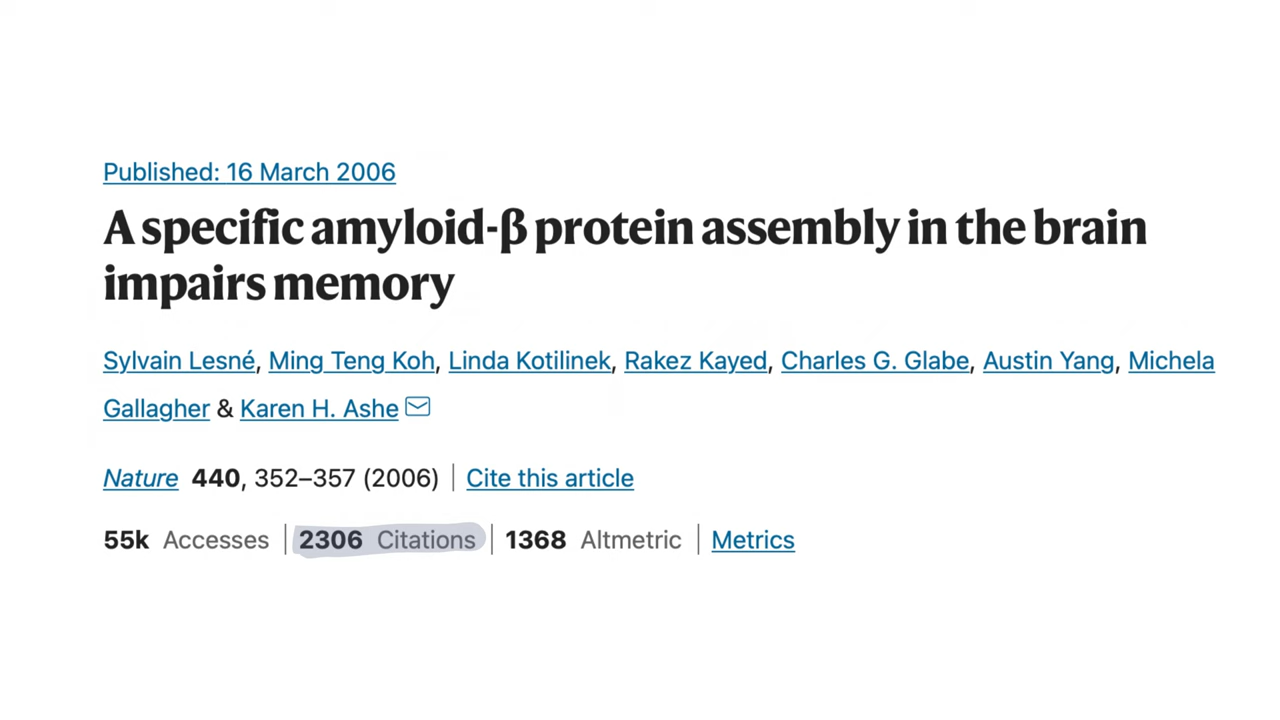 Published: 16 March 2006
A specific amyloid-β protein assembly in the brain
impairs memory
Sylvain Lesné, Ming Teng Koh, Linda Kotilinek, Rakez Kayed, Charles G. Glabe, Austin Yang, Michela
Gallagher & Karen H. Ashe
Nature 440, 352–357 (2006) | Cite this article
55k Accesses | 2306 Citations | 1368 Altmetric | Metrics